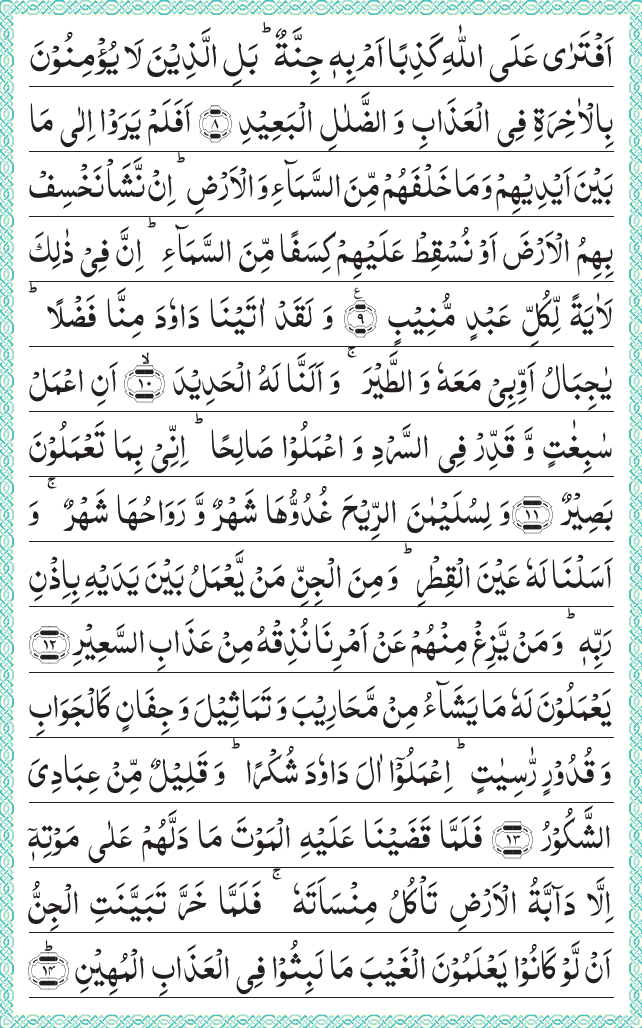 اَفۡتَرٰى عَلَى اللّٰهِ كَذِبًا اَمۡ بِهٖ جِنَّةٌ ؕ بَلِ الَّذِيۡنَ لَا يُؤۡمِنُوۡنَ
بِالۡاٰخِرَةِ فِى الۡعَذَابِ وَ الضَّلٰلِ الۡبَعِيۡدِ ﴿۸﴾ اَفَلَمۡ يَرَوۡا اِلٰى مَا
بَيۡنَ اَيۡدِيۡهِمۡ وَ مَا خَلۡفَهُمۡ مِّنَ السَّمَآءِ وَ الۡاَرۡضِ ؕ اِنۡ نَّشَاۡ نَخۡسِفۡ
بِهِمُ الۡاَرۡضَ اَوۡ نُسۡقِطۡ عَلَيۡهِمۡ كِسَفًا مِّنَ السَّمَآءِ ؕ اِنَّ فِىۡ ذٰ لِكَ
لَاٰيَةً لِّكُلِّ عَبۡدٍ مُّنِيۡبٍ ﴿۹﴾ ع وَ لَقَدۡ اٰتَيۡنَا دَاوٗدَ مِنَّا فَضۡلًا ؕ
يٰجِبَالُ اَوِّبِىۡ مَعَهٗ وَ الطَّيۡرَ ۚ وَ اَلَــنَّا لَهُ الۡحَدِيۡدَ ۙ ﴿۱۰﴾ اَنِ اعۡمَلۡ
سٰبِغٰتٍ وَّ قَدِّرۡ فِى السَّرۡدِ وَ اعۡمَلُوۡا صَالِحًا ؕ اِنِّىۡ بِمَا تَعۡمَلُوۡنَ
بَصِيۡرٌ ﴿۱۱﴾ وَ لِسُلَيۡمٰنَ الرِّيۡحَ غُدُوُّهَا شَهۡرٌ وَّ رَوَاحُهَا شَهۡرٌ ۚ وَ
اَسَلۡنَا لَهٗ عَيۡنَ الۡقِطۡرِ ؕ وَ مِنَ الۡجِنِّ مَنۡ يَّعۡمَلُ بَيۡنَ يَدَيۡهِ بِاِذۡنِ
رَبِّهٖ ؕ وَ مَنۡ يَّزِغۡ مِنۡهُمۡ عَنۡ اَمۡرِنَا نُذِقۡهُ مِنۡ عَذَابِ السَّعِيۡرِ ﴿۱۲﴾
يَعۡمَلُوۡنَ لَهٗ مَا يَشَآءُ مِنۡ مَّحَارِيۡبَ وَ تَمَاثِيۡلَ وَ جِفَانٍ كَالۡجَوَابِ
وَ قُدُوۡرٍ رّٰسِيٰتٍ ؕ اِعۡمَلُوۡۤا اٰلَ دَاوٗدَ شُكۡرًا ؕ وَ قَلِيۡلٌ مِّنۡ عِبَادِىَ
الشَّكُوۡرُ ﴿۱۳﴾ فَلَمَّا قَضَيۡنَا عَلَيۡهِ الۡمَوۡتَ مَا دَلَّهُمۡ عَلٰى مَوۡتِهٖۤ
اِلَّا دَآبَّةُ الۡاَرۡضِ تَاۡكُلُ مِنۡسَاَتَهٗ ۚ فَلَمَّا خَرَّ تَبَيَّنَتِ الۡجِنُّ
اَنۡ لَّوۡ كَانُوۡا يَعۡلَمُوۡنَ الۡغَيۡبَ مَا لَبِثُوۡا فِى الۡعَذَابِ الۡمُهِيۡنِ ؕ ﴿۱۴﴾